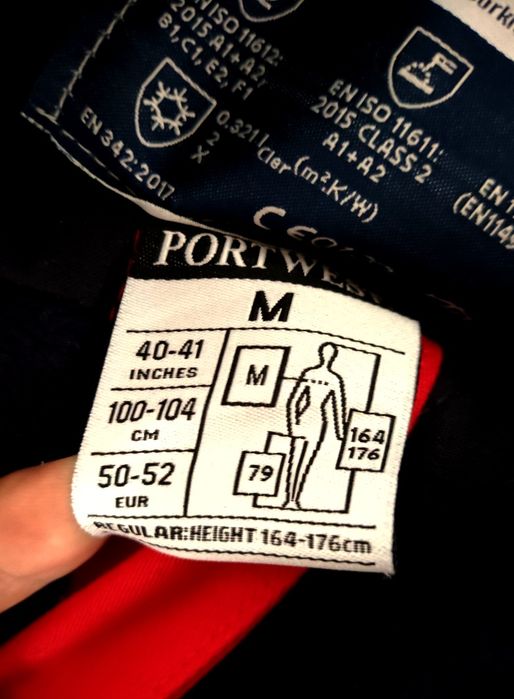 EN ISO 11612:
2015 A1+A2,
B1, C1, E2, F1
EN ISO 11611:
2015 CLASS 2
A1+A2
EN 342:2017
0.321 Icler (m².K/W)
2
X
(EN1149
PORTWEST
M
40-41
INCHES
100-104
CM
50-52
EUR
M
164
176
79
REGULAR:HEIGHT 164-176cm